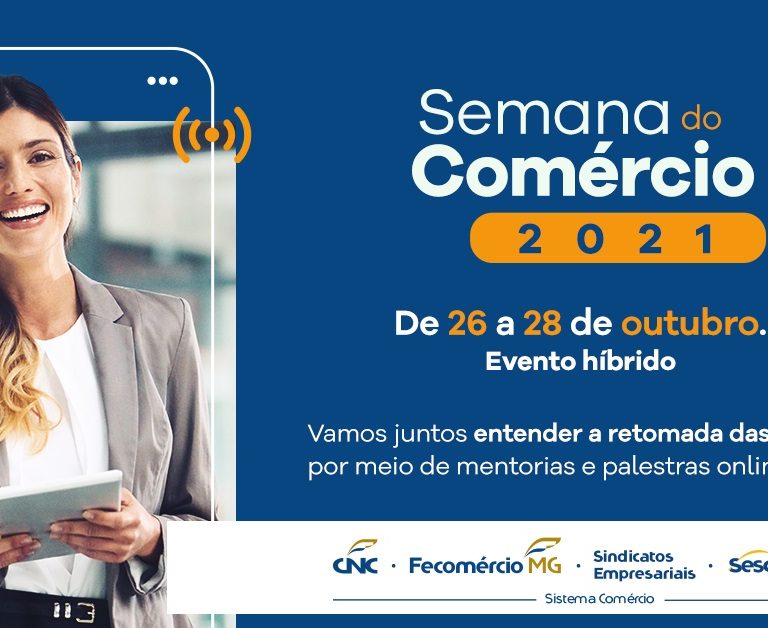 Semana do
Comércio
2021
De 26 a 28 de outubro.
Evento híbrido
Vamos juntos entender a retomada das
por meio de mentorias e palestras
CNC · Fecomércio MG · Sindicatos Empresariais ·
Sistema Comércio